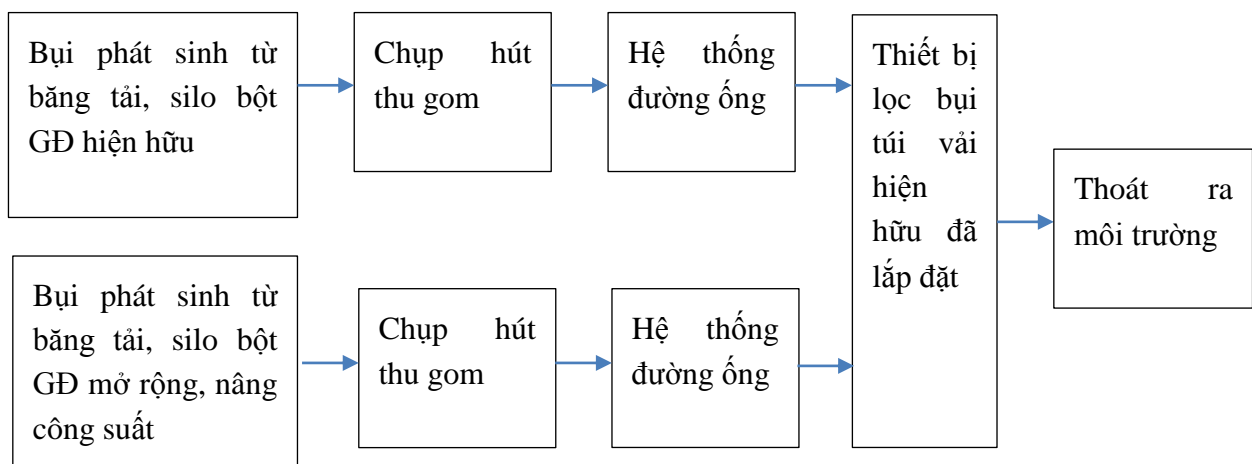 Bụi phát sinh từ
băng tải, silo bột
GĐ hiện hữu
Chụp hút
thu gom
Hệ thống
đường ống
Thiết bị
lọc bụi
túi vải
hiện
hữu đã
lắp đặt
Thoát ra
môi trường
Bụi phát sinh từ
băng tải, silo bột
GĐ mở rộng, nâng
công suất
Chụp hút
thu gom
Hệ thống
đường ống